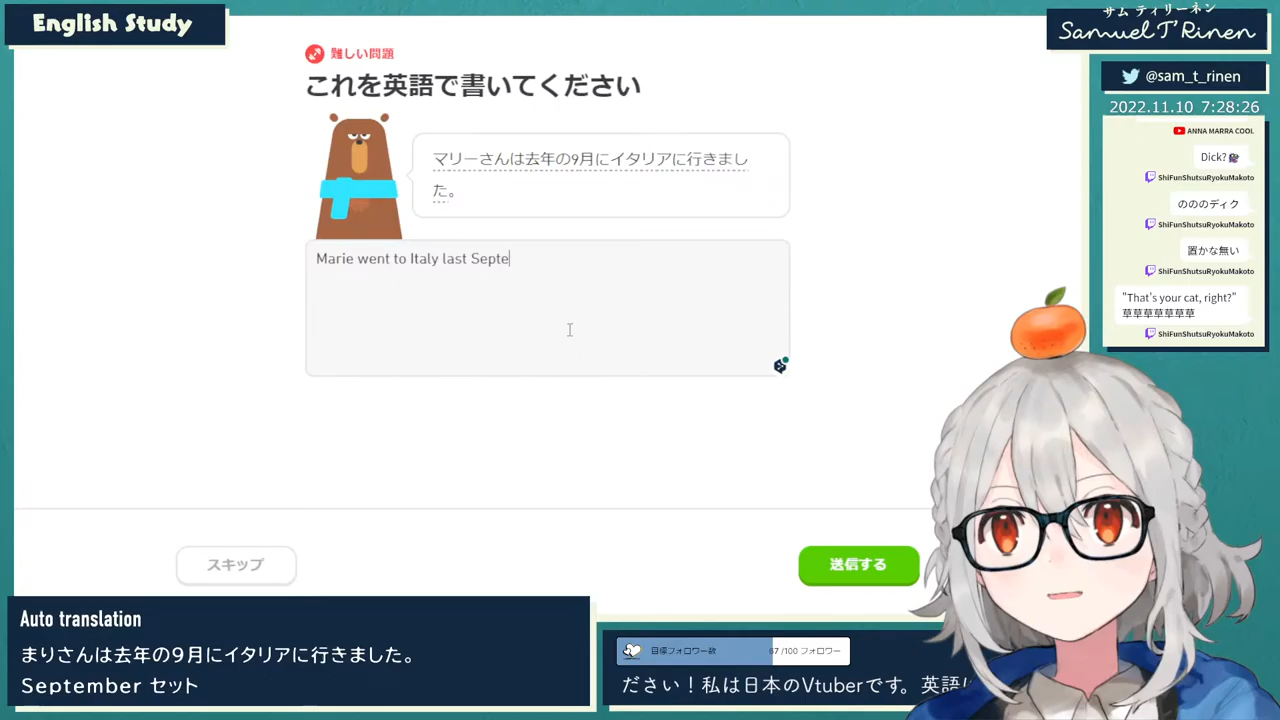 English Study
サム ティリーネン
Samuel T'Rinen
@sam_t_rinen
2022.11.10 7:28:26
難しい問題
これを英語で書いてください
マリーさんは去年の9月にイタリアに行きまし
た。
Marie went to Italy last Septe
スキップ
送信する
ANNA MARRA COOL
Dick?
ShiFunShutsuRyokuMakoto
のののディク
ShiFunShutsuRyokuMakoto
置かな無い
ShiFunShutsuRyokuMakoto
"That's your cat, right?"
草草草草草草草
ShiFunShutsuRyokuMakoto
Auto translation
まりさんは去年の9月にイタリアに行きました。
September セット
目標フォロワー数
67 /100 フォロワー
ださい！私は日本のVtuberです。英語